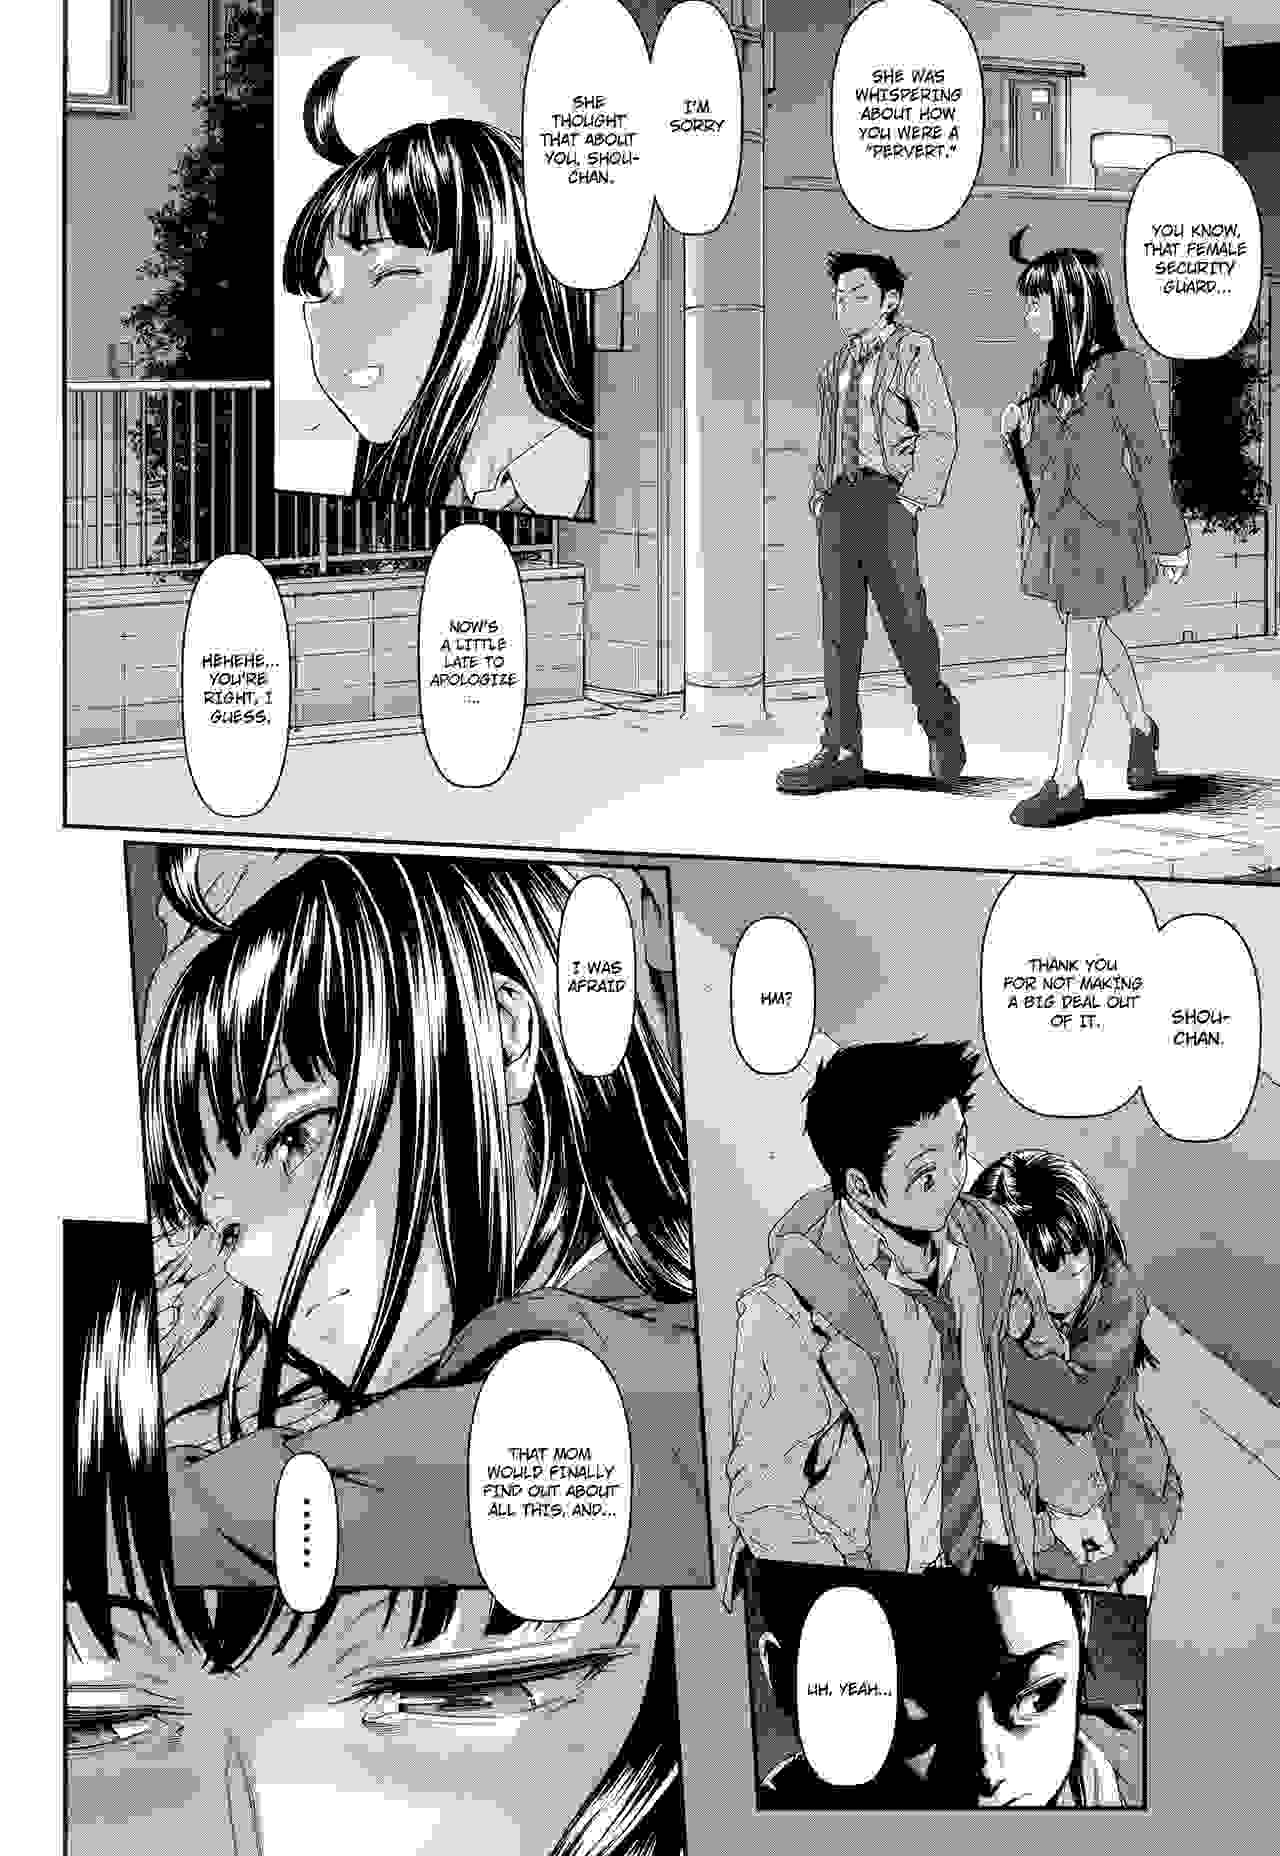 YOU KNOW,
THAT FEMALE
SECURITY
GUARD...
SHE WAS
WHISPERING
ABOUT HOW
YOU WERE A
"PERVERT."
I'M
SORRY
SHE
THOUGHT
THAT ABOUT
YOU, SHOU-
CHAN.
NOW'S
A LITTLE
LATE TO
APOLOGIZE
....
HEHEHE...
YOU'RE
RIGHT, I
GUESS.
SHOU-
CHAN.
THANK YOU
FOR NOT MAKING
A BIG DEAL OUT
OF IT.
HM?
I WAS
AFRAID
THAT MOM
WOULD FINALLY
FIND OUT ABOUT
ALL THIS, AND...
......
UH, YEAH...